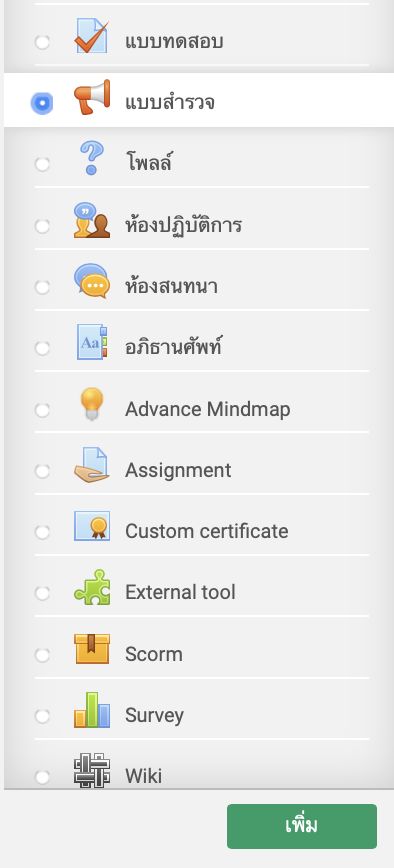 แบบทดสอบ
แบบสำรวจ
โพลล์
ห้องปฏิบัติการ
ห้องสนทนา
อภิธานศัพท์
Advance Mindmap
Assignment
Custom certificate
External tool
Scorm
Survey
Wiki
เพิ่ม